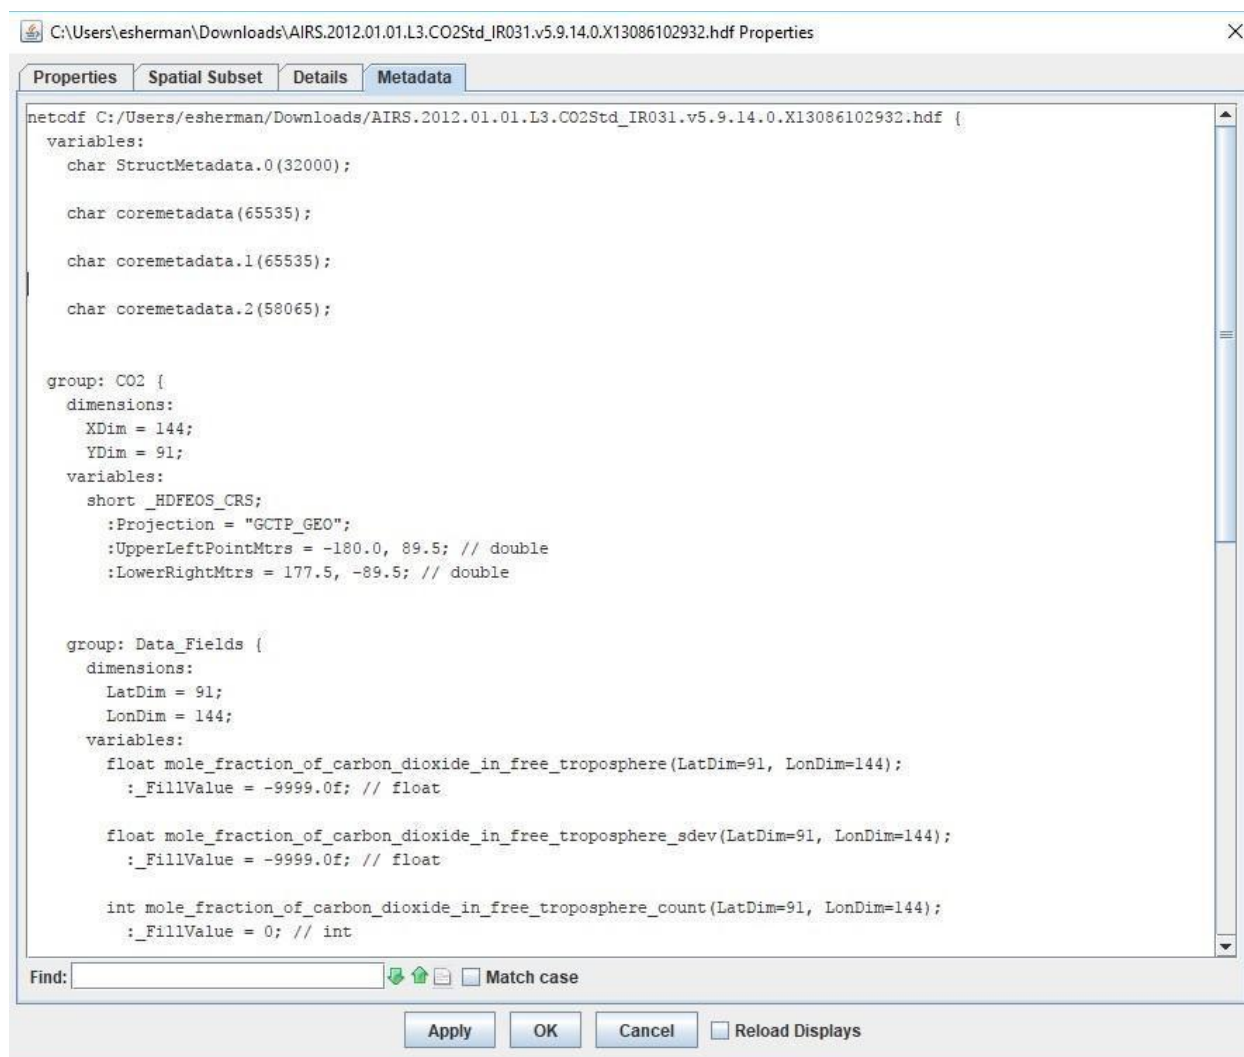 C:\Users\esherman\Downloads\AIRS.2012.01.01.L3.CO2Std_IR031.v5.9.14.0.X13086102932.hdf Properties
Properties Spatial Subset Details Metadata
netcdf C:/Users/esherman/Downloads/AIRS.2012.01.01.L3.CO2Std_IR031.v5.9.14.0.X13086102932.hdf {
variables:
char StructMetadata.0(32000);
char coremetadata(65535);
char coremetadata.1(65535);
char coremetadata.2(58065);
group: CO2 {
dimensions:
XDim = 144;
YDim = 91;
variables:
short _HDFEOS_CRS;
:Projection = "GCTP_GEO";
:UpperLeftPointMtrs = -180.0, 89.5; // double
:LowerRightMtrs = 177.5, -89.5; // double
group: Data_Fields {
dimensions:
LatDim = 91;
LonDim = 144;
variables:
float mole_fraction_of_carbon_dioxide_in_free_troposphere(LatDim=91, LonDim=144);
:_FillValue = -9999.0f; // float
float mole_fraction_of_carbon_dioxide_in_free_troposphere_sdev(LatDim=91, LonDim=144);
:_FillValue = -9999.0f; // float
int mole_fraction_of_carbon_dioxide_in_free_troposphere_count(LatDim=91, LonDim=144);
:_FillValue = 0; // int
Find: Match case
Apply OK Cancel Reload Displays